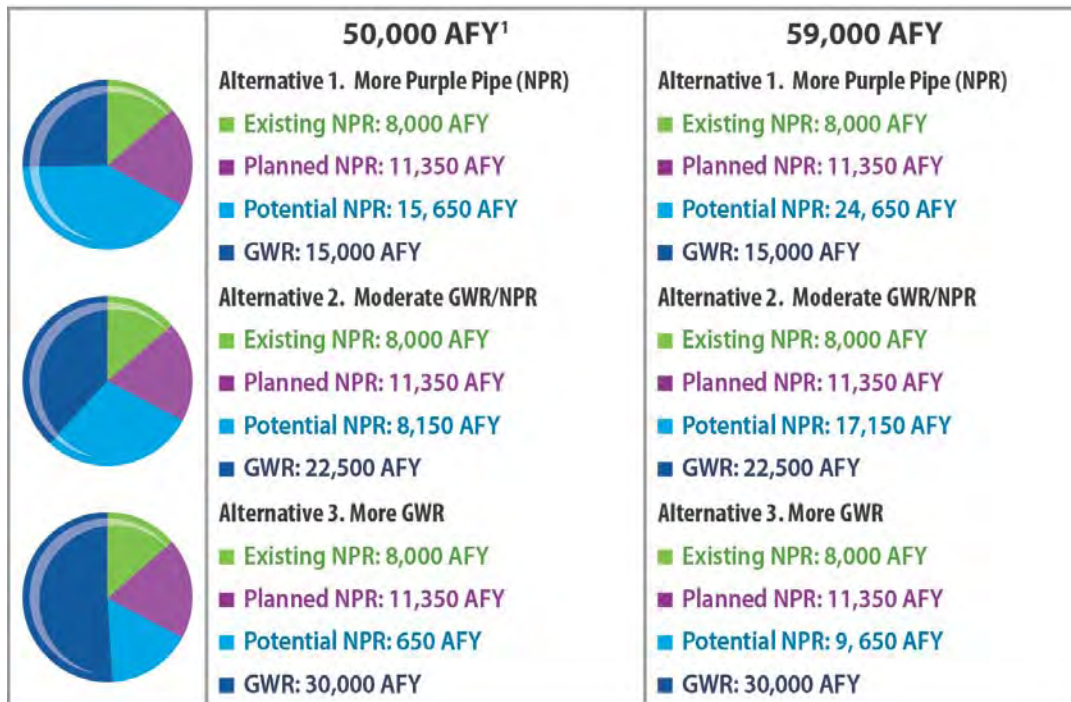 50,000 AFY¹
Alternative 1. More Purple Pipe (NPR)
Existing NPR: 8,000 AFY
Planned NPR: 11,350 AFY
Potential NPR: 15, 650 AFY
GWR: 15,000 AFY
Alternative 2. Moderate GWR/NPR
Existing NPR: 8,000 AFY
Planned NPR: 11,350 AFY
Potential NPR: 8,150 AFY
GWR: 22,500 AFY
Alternative 3. More GWR
Existing NPR: 8,000 AFY
Planned NPR: 11,350 AFY
Potential NPR: 650 AFY
GWR: 30,000 AFY
59,000 AFY
Alternative 1. More Purple Pipe (NPR)
Existing NPR: 8,000 AFY
Planned NPR: 11,350 AFY
Potential NPR: 24, 650 AFY
GWR: 15,000 AFY
Alternative 2. Moderate GWR/NPR
Existing NPR: 8,000 AFY
Planned NPR: 11,350 AFY
Potential NPR: 17,150 AFY
GWR: 22,500 AFY
Alternative 3. More GWR
Existing NPR: 8,000 AFY
Planned NPR: 11,350 AFY
Potential NPR: 9, 650 AFY
GWR: 30,000 AFY